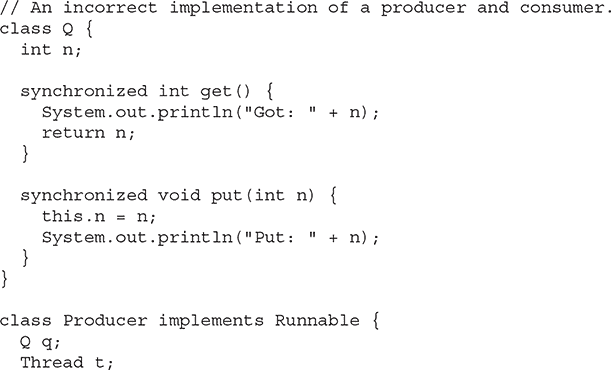 // An incorrect implementation of a producer and consumer.
class Q {
  int n;

  synchronized int get() {
    System.out.println("Got: " + n);
    return n;
  }

  synchronized void put(int n) {
    this.n = n;
    System.out.println("Put: " + n);
  }
}

class Producer implements Runnable {
  Q q;
  Thread t;